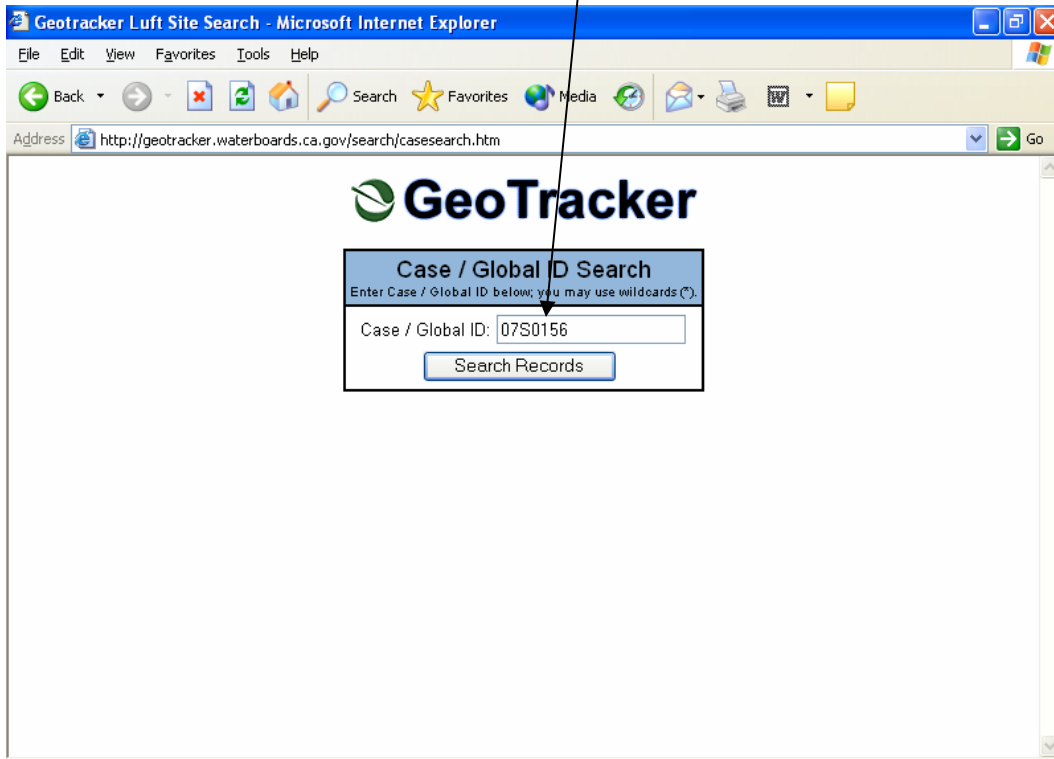 Geotracker Luft Site Search - Microsoft Internet Explorer
File Edit View Favorites Tools Help
Back Search Favorites Media
Address http://geotracker.waterboards.ca.gov/search/casesearch.htm Go
GeoTracker
Case / Global ID Search
Enter Case / Global ID below; you may use wildcards (*).
Case / Global ID: 07S0156
Search Records